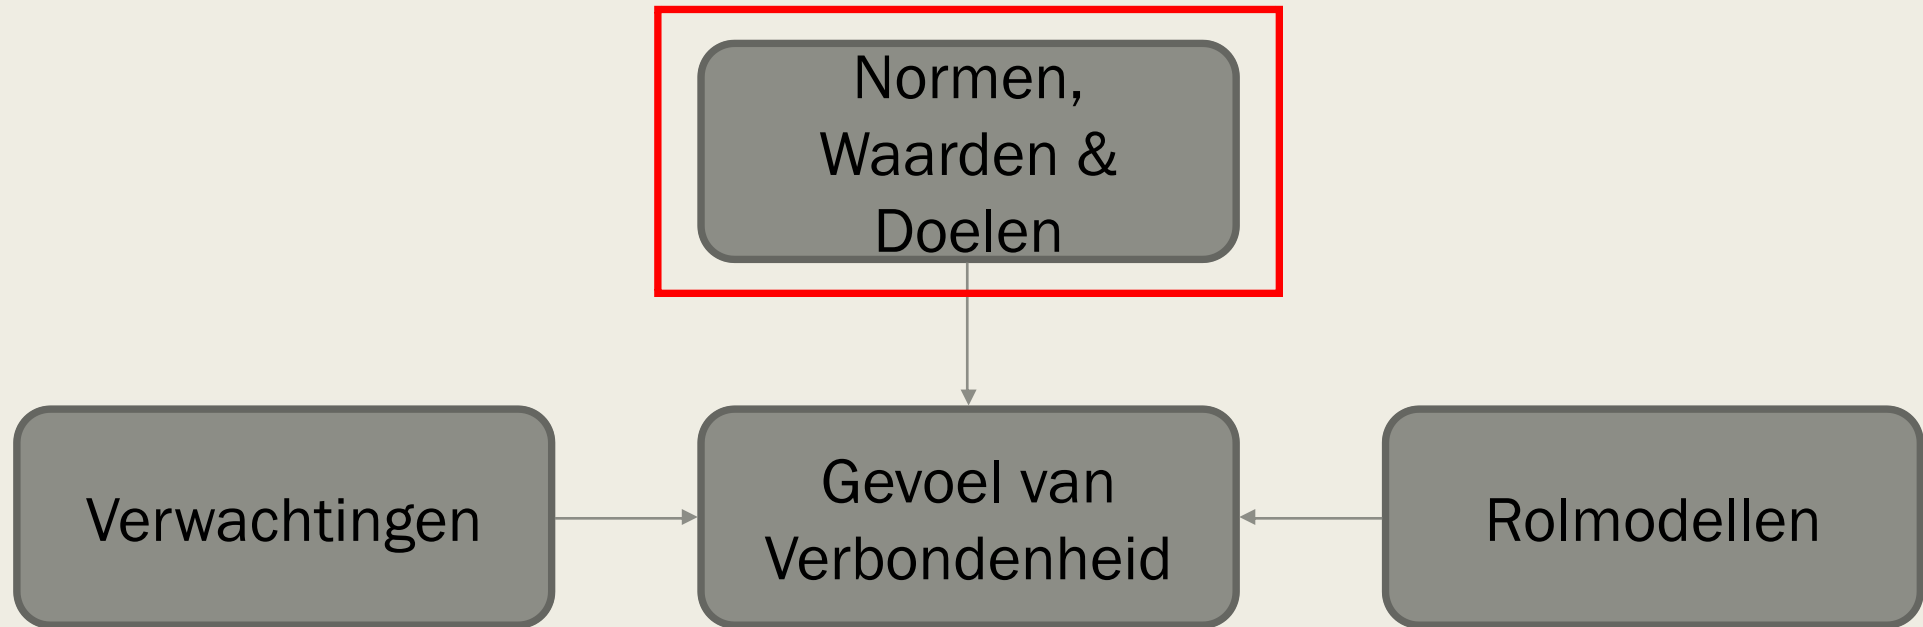 Normen,
Waarden &
Doelen
Verwachtingen
Gevoel van
Verbondenheid
Rolmodellen